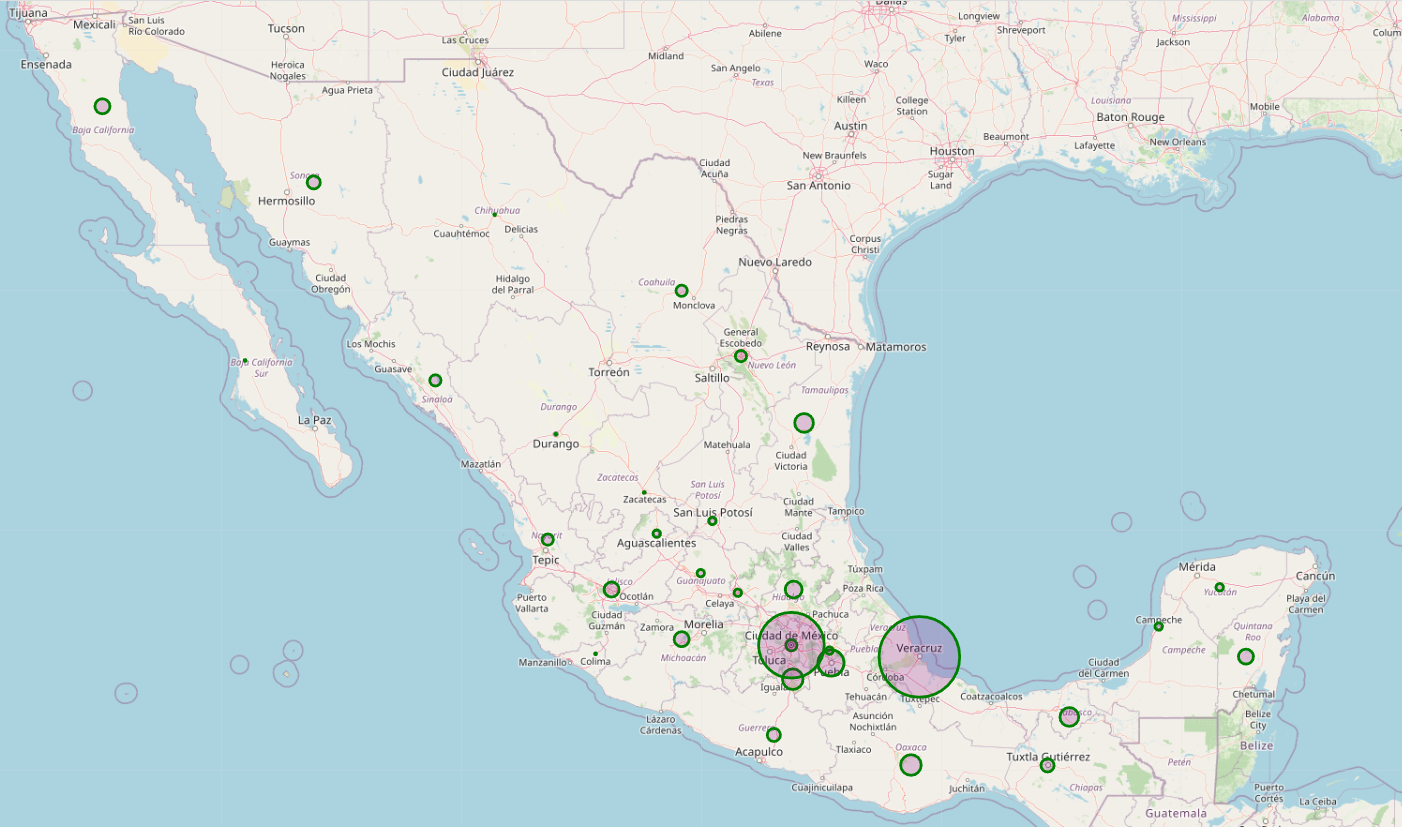 Tijuana
Mexicali
San Luis
Río Colorado
Tucson
Las Cruces
Dallas
Abilene
Longview
Tyler
Shreveport
Mississippi
Jackson
Alabama
Ensenada
Heroica
Nogales
Agua Prieta
Ciudad Juárez
Midland
San Angelo
Texas
Waco
Killeen
College
Station
Louisiana
Baton Rouge
Mobile
Baja California
Austin
Houston
Beaumont
Lafayette
New Orleans
New Braunfels
Sugar
Land
San Antonio
Ciudad
Acuña
Hermosillo
Chihuahua
Cuauhtémoc
Delicias
Piedras
Negras
Guaymas
Corpus
Christi
Ciudad
Obregón
Hidalgo
del Parral
Nuevo Laredo
Coahuila
Monclova
Los Mochis
Guasave
General
Escobedo
Reynosa
Matamoros
Baja California
Sur
Torreón
Saltillo
Nuevo León
Sinaloa
Tamaulipas
Durango
La Paz
Durango
Matehuala
Ciudad
Victoria
Mazatlán
Zacatecas
Zacatecas
San Luis
Potosí
San Luis Potosí
Ciudad
Mante
Tampico
Aguascalientes
Ciudad
Valles
Nayarit
Tepic
Jalisco
Ocotlán
Guanajuato
Celaya
Hidalgo
Túxpam
Poza Rica
Puerto
Vallarta
Mérida
Yucatán
Cancún
Playa del
Carmen
Ciudad
Guzmán
Zamora
Morelia
Pachuca
Ciudad de México
Toluca
Veracruz
Veracruz
Puebla
Puebla
Campeche
Campeche
Quintana
Roo
Manzanillo
Colima
Michoacán
Iguala
Córdoba
Tehuacán
Tuxtepec
Coatzacoalcos
Ciudad
del Carmen
Chetumal
Lázaro
Cárdenas
Guerrero
Acapulco
Asunción
Nochixtlan
Tlaxiaco
Oaxaca
Tabasco
Belize
City
Belize
Tuxtla Gutiérrez
Chiapas
Petén
Cuajinicuilapa
Juchitán
Puerto
Cortés
La Ceiba
Guatemala